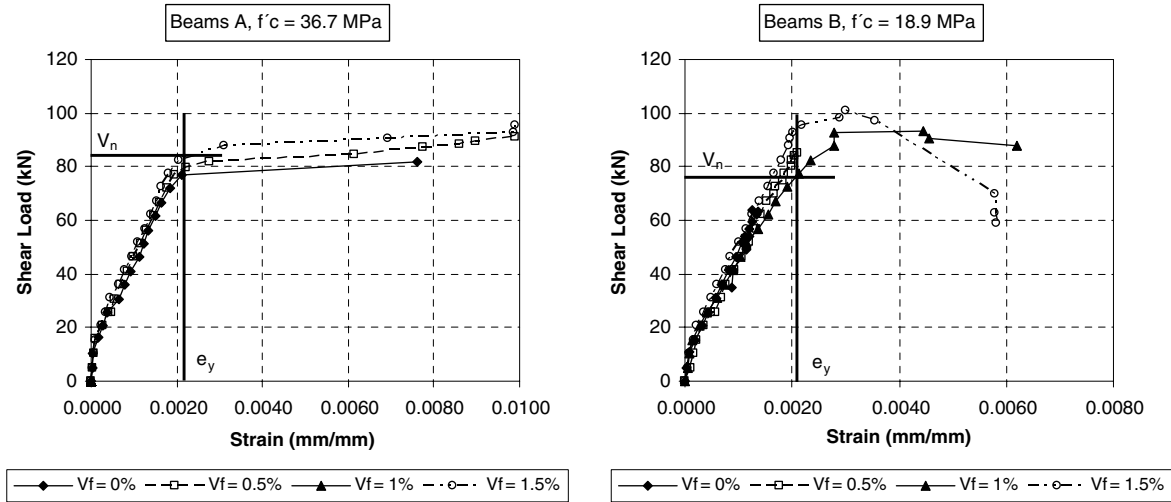 Beams A, f´c = 36.7 MPa
Shear Load (kN)
120
100
80
60
40
20
0
V_n
e_y
0.0000 0.0020 0.0040 0.0060 0.0080 0.0100
Strain (mm/mm)
Vf = 0% Vf = 0.5% Vf = 1% Vf = 1.5%
Beams B, f´c = 18.9 MPa
Shear Load (kN)
120
100
80
60
40
20
0
V_n
e_y
0.0000 0.0020 0.0040 0.0060 0.0080
Strain (mm/mm)
Vf = 0% Vf = 0.5% Vf = 1% Vf = 1.5%